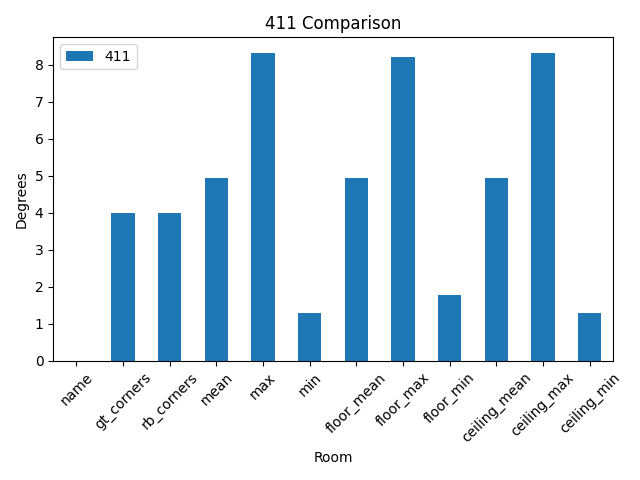 411 Comparison
411
Degrees
8
7
6
5
4
3
2
1
0
name
gt_corners
rb_corners
mean
max
min
floor_mean
floor_max
floor_min
ceiling_mean
ceiling_max
ceiling_min
Room